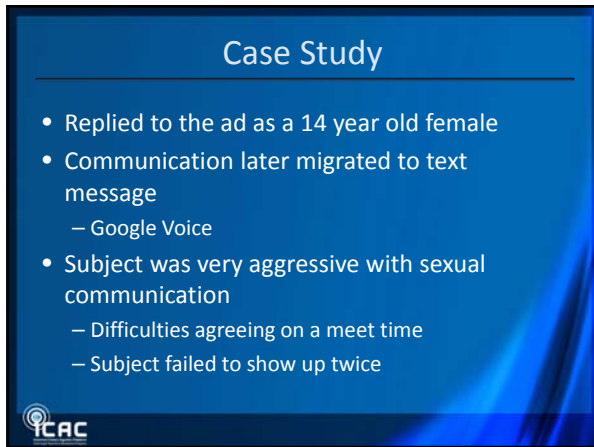 Case Study
• Replied to the ad as a 14 year old female
• Communication later migrated to text
message
– Google Voice
• Subject was very aggressive with sexual
communication
– Difficulties agreeing on a meet time
– Subject failed to show up twice
ICAC